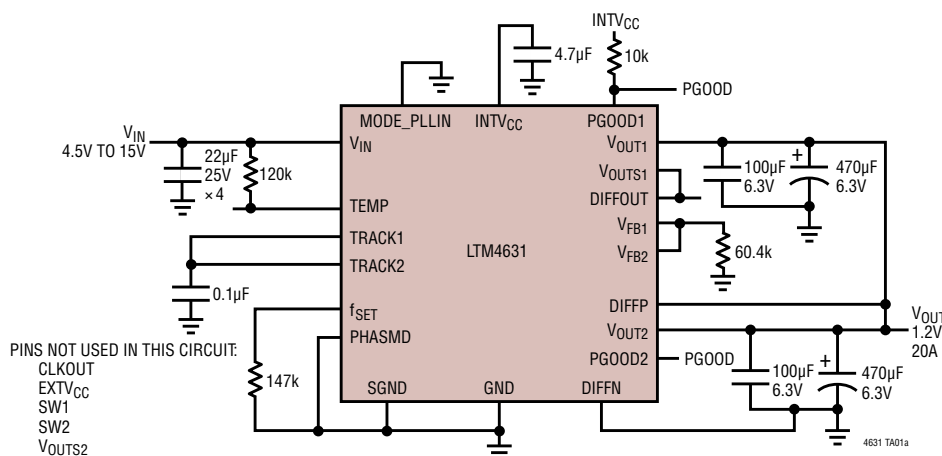 INTVCC
4.7µF
10k
PGOOD
MODE_PLLIN
INTVCC
PGOOD1
VIN
4.5V TO 15V
VIN
VOUT1
22µF
25V
×4
120k
VOUTS1
100µF
6.3V
+
470µF
6.3V
DIFFOUT
TEMP
VFB1
TRACK1
LTM4631
VFB2
60.4k
TRACK2
0.1µF
DIFFP
fSET
VOUT2
VOUT
1.2V
20A
PHASMD
PINS NOT USED IN THIS CIRCUIT:
CLKOUT
EXTVCC
SW1
SW2
VOUTS2
147k
PGOOD2
PGOOD
SGND
GND
DIFFN
100µF
6.3V
+
470µF
6.3V
4631 TA01a